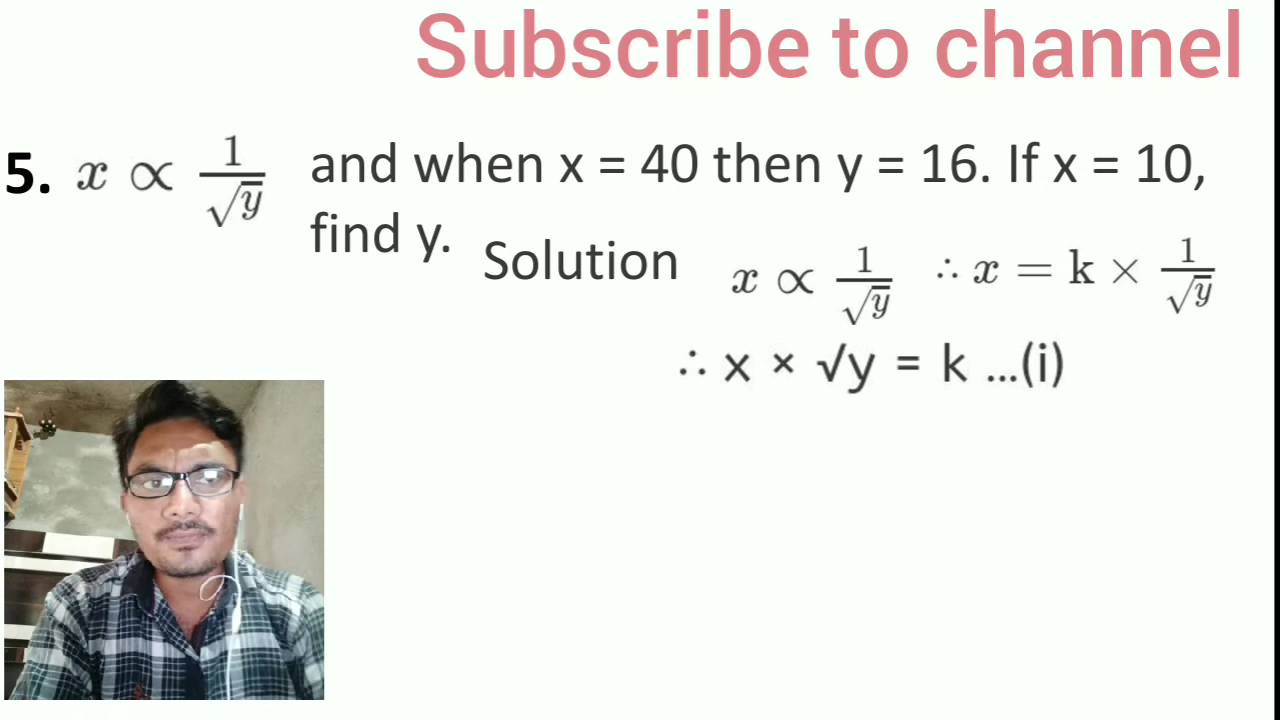 Subscribe to channel
5. x ∝ 1/√y and when x = 40 then y = 16. If x = 10,
find y.
Solution x ∝ 1/√y ∴ x = k × 1/√y
∴ x × √y = k ...(i)